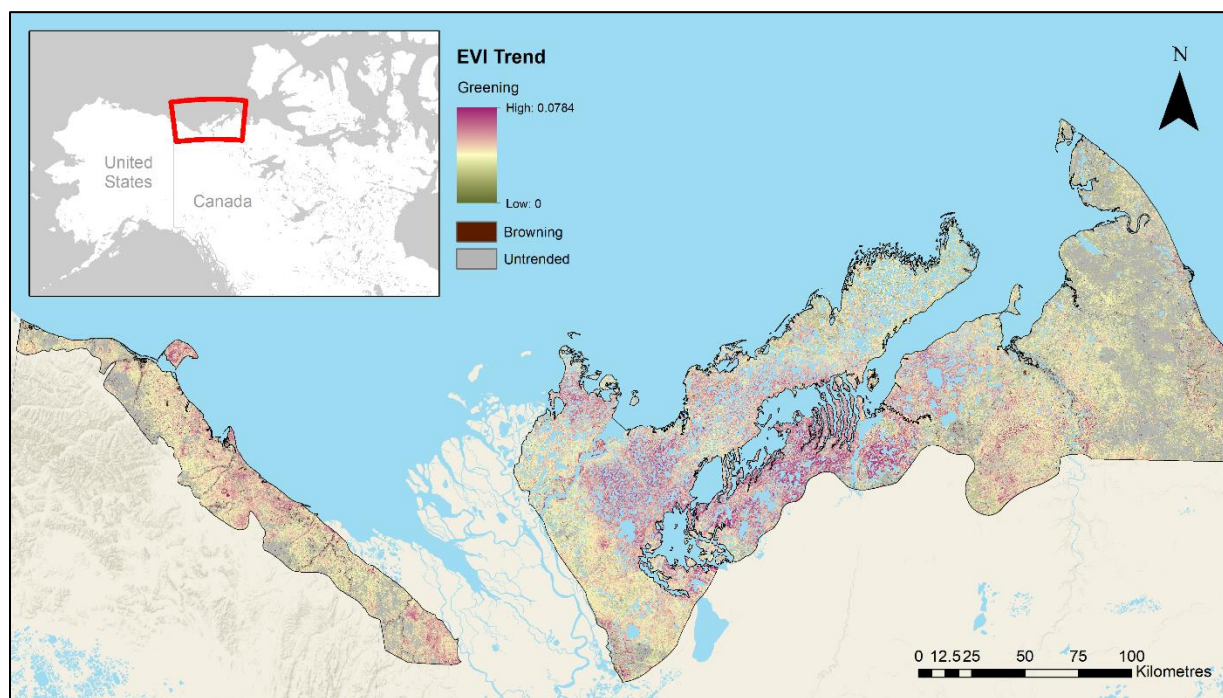 United
States
Canada
EVI Trend
Greening
High: 0.0784
Low: 0
Browning
Untrended
N
0 12.5 25 50 75 100
Kilometres